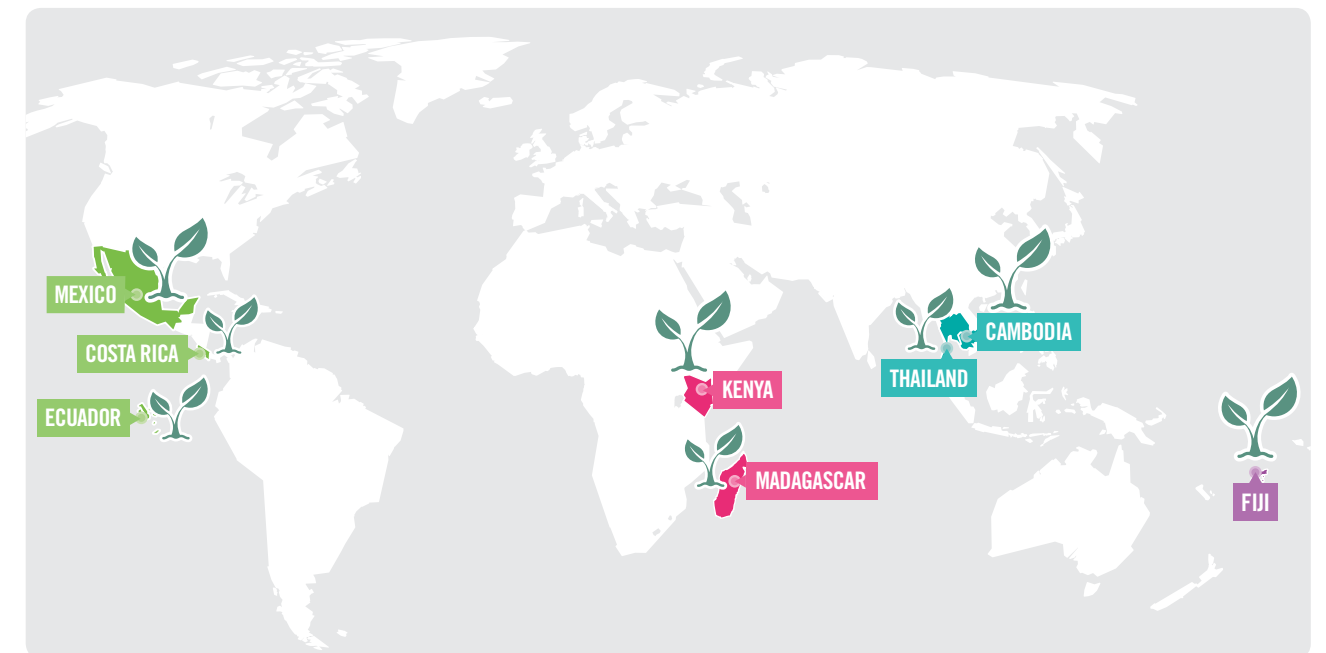 MEXICO
COSTA RICA
ECUADOR
KENYA
MADAGASCAR
CAMBODIA
THAILAND
FIJI